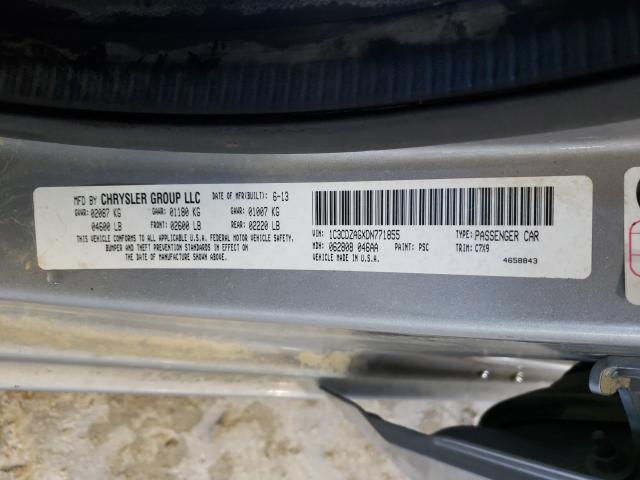 MFD BY CHRYSLER GROUP LLC DATE OF MFR(BUILT): 6-13
GVWR: 02087 KG GAWR: 01180 KG GAWR: 01007 KG
04600 LB FRONT: 02600 LB REAR: 02220 LB
THIS VEHICLE CONFORMS TO ALL APPLICABLE U.S.A. FEDERAL MOTOR VEHICLE SAFETY,
BUMPER AND THEFT PREVENTION STANDARDS IN EFFECT ON
THE DATE OF MANUFACTURE SHOWN ABOVE.
VIN: 1C3CDZAGXDN771855 TYPE: PASSENGER CAR
MDH: 062808 046AA PAINT: PSC TRIM: C7X9
VEHICLE MADE IN U.S.A. 4658843